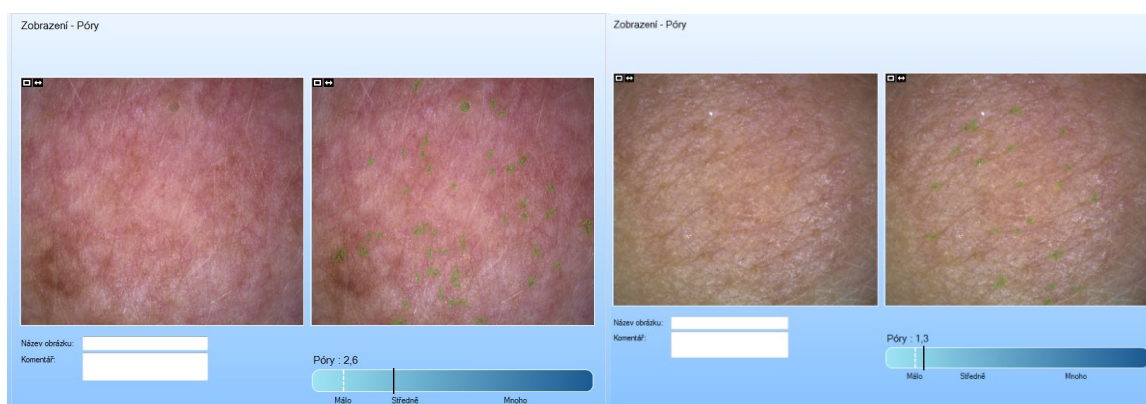 Zobrazení - Póry
Název obrázku:
Komentář:
Póry : 2,6
Málo Středně Mnoho
Zobrazení - Póry
Název obrázku:
Komentář:
Póry : 1,3
Málo Středně Mnoho